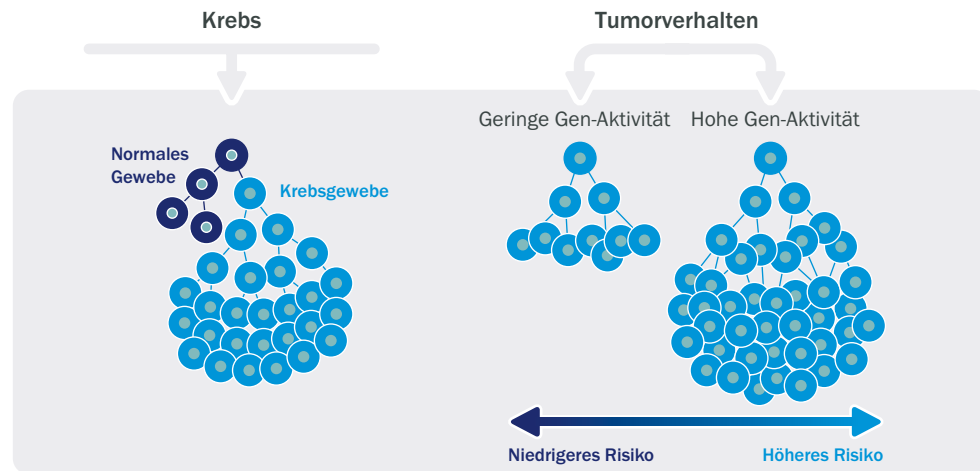 Krebs
Tumorverhalten
Geringe Gen-Aktivität
Hohe Gen-Aktivität
Normales
Gewebe
Krebsgewebe
Niedrigeres Risiko
Höheres Risiko